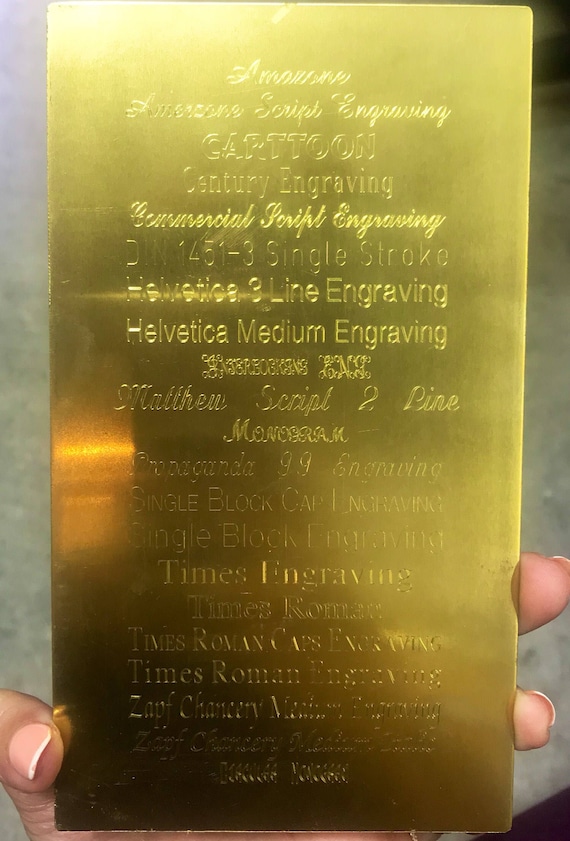 Amazone
Amerzone Script Engraving
CARTTOON
Century Engraving
Commercial Script Engraving
DIN 1451-3 Single Stroke
Helvetica 3 Line Engraving
Helvetica Medium Engraving
Interlocking
Matthew Script 2 Line
MONOGRAM
Propaganda 99 Engraving
SINGLE BLOCK CAP ENGRAVING
Single Block Engraving
Times Engraving
Times Roman
TIMES ROMAN CAPS ENGRAVING
Times Roman Engraving
Zapf Chancery Medium Engraving
Zapf Chancery Medium